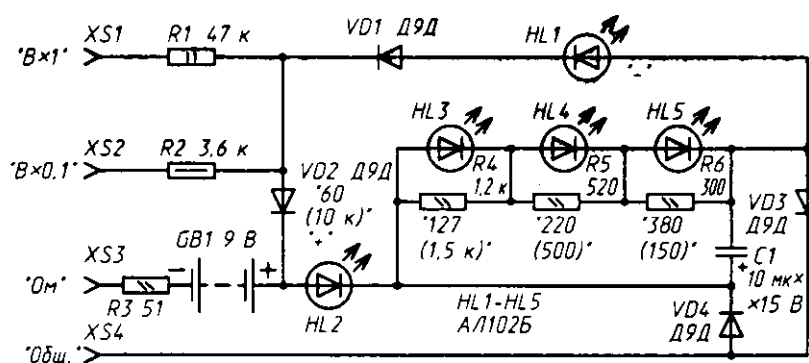 XS1
"В×1"
R1 47 к
VD1 Д9Д
HL1
"–"
XS2
"В×0,1"
R2 3,6 к
VD2 Д9Д
"+"
HL3
HL4
HL5
R4
1,2 к
R5
520
R6
300
"60
(10 к)"
"127
(1,5 к)"
"220
(500)"
"380
(150)"
VD3
Д9Д
XS3
"Ом"
R3 51
GB1 9 В
– +
HL2
HL1-HL5
АЛ102Б
C1
+
10 мк×
×15 В
VD4
Д9Д
XS4
"Общ."